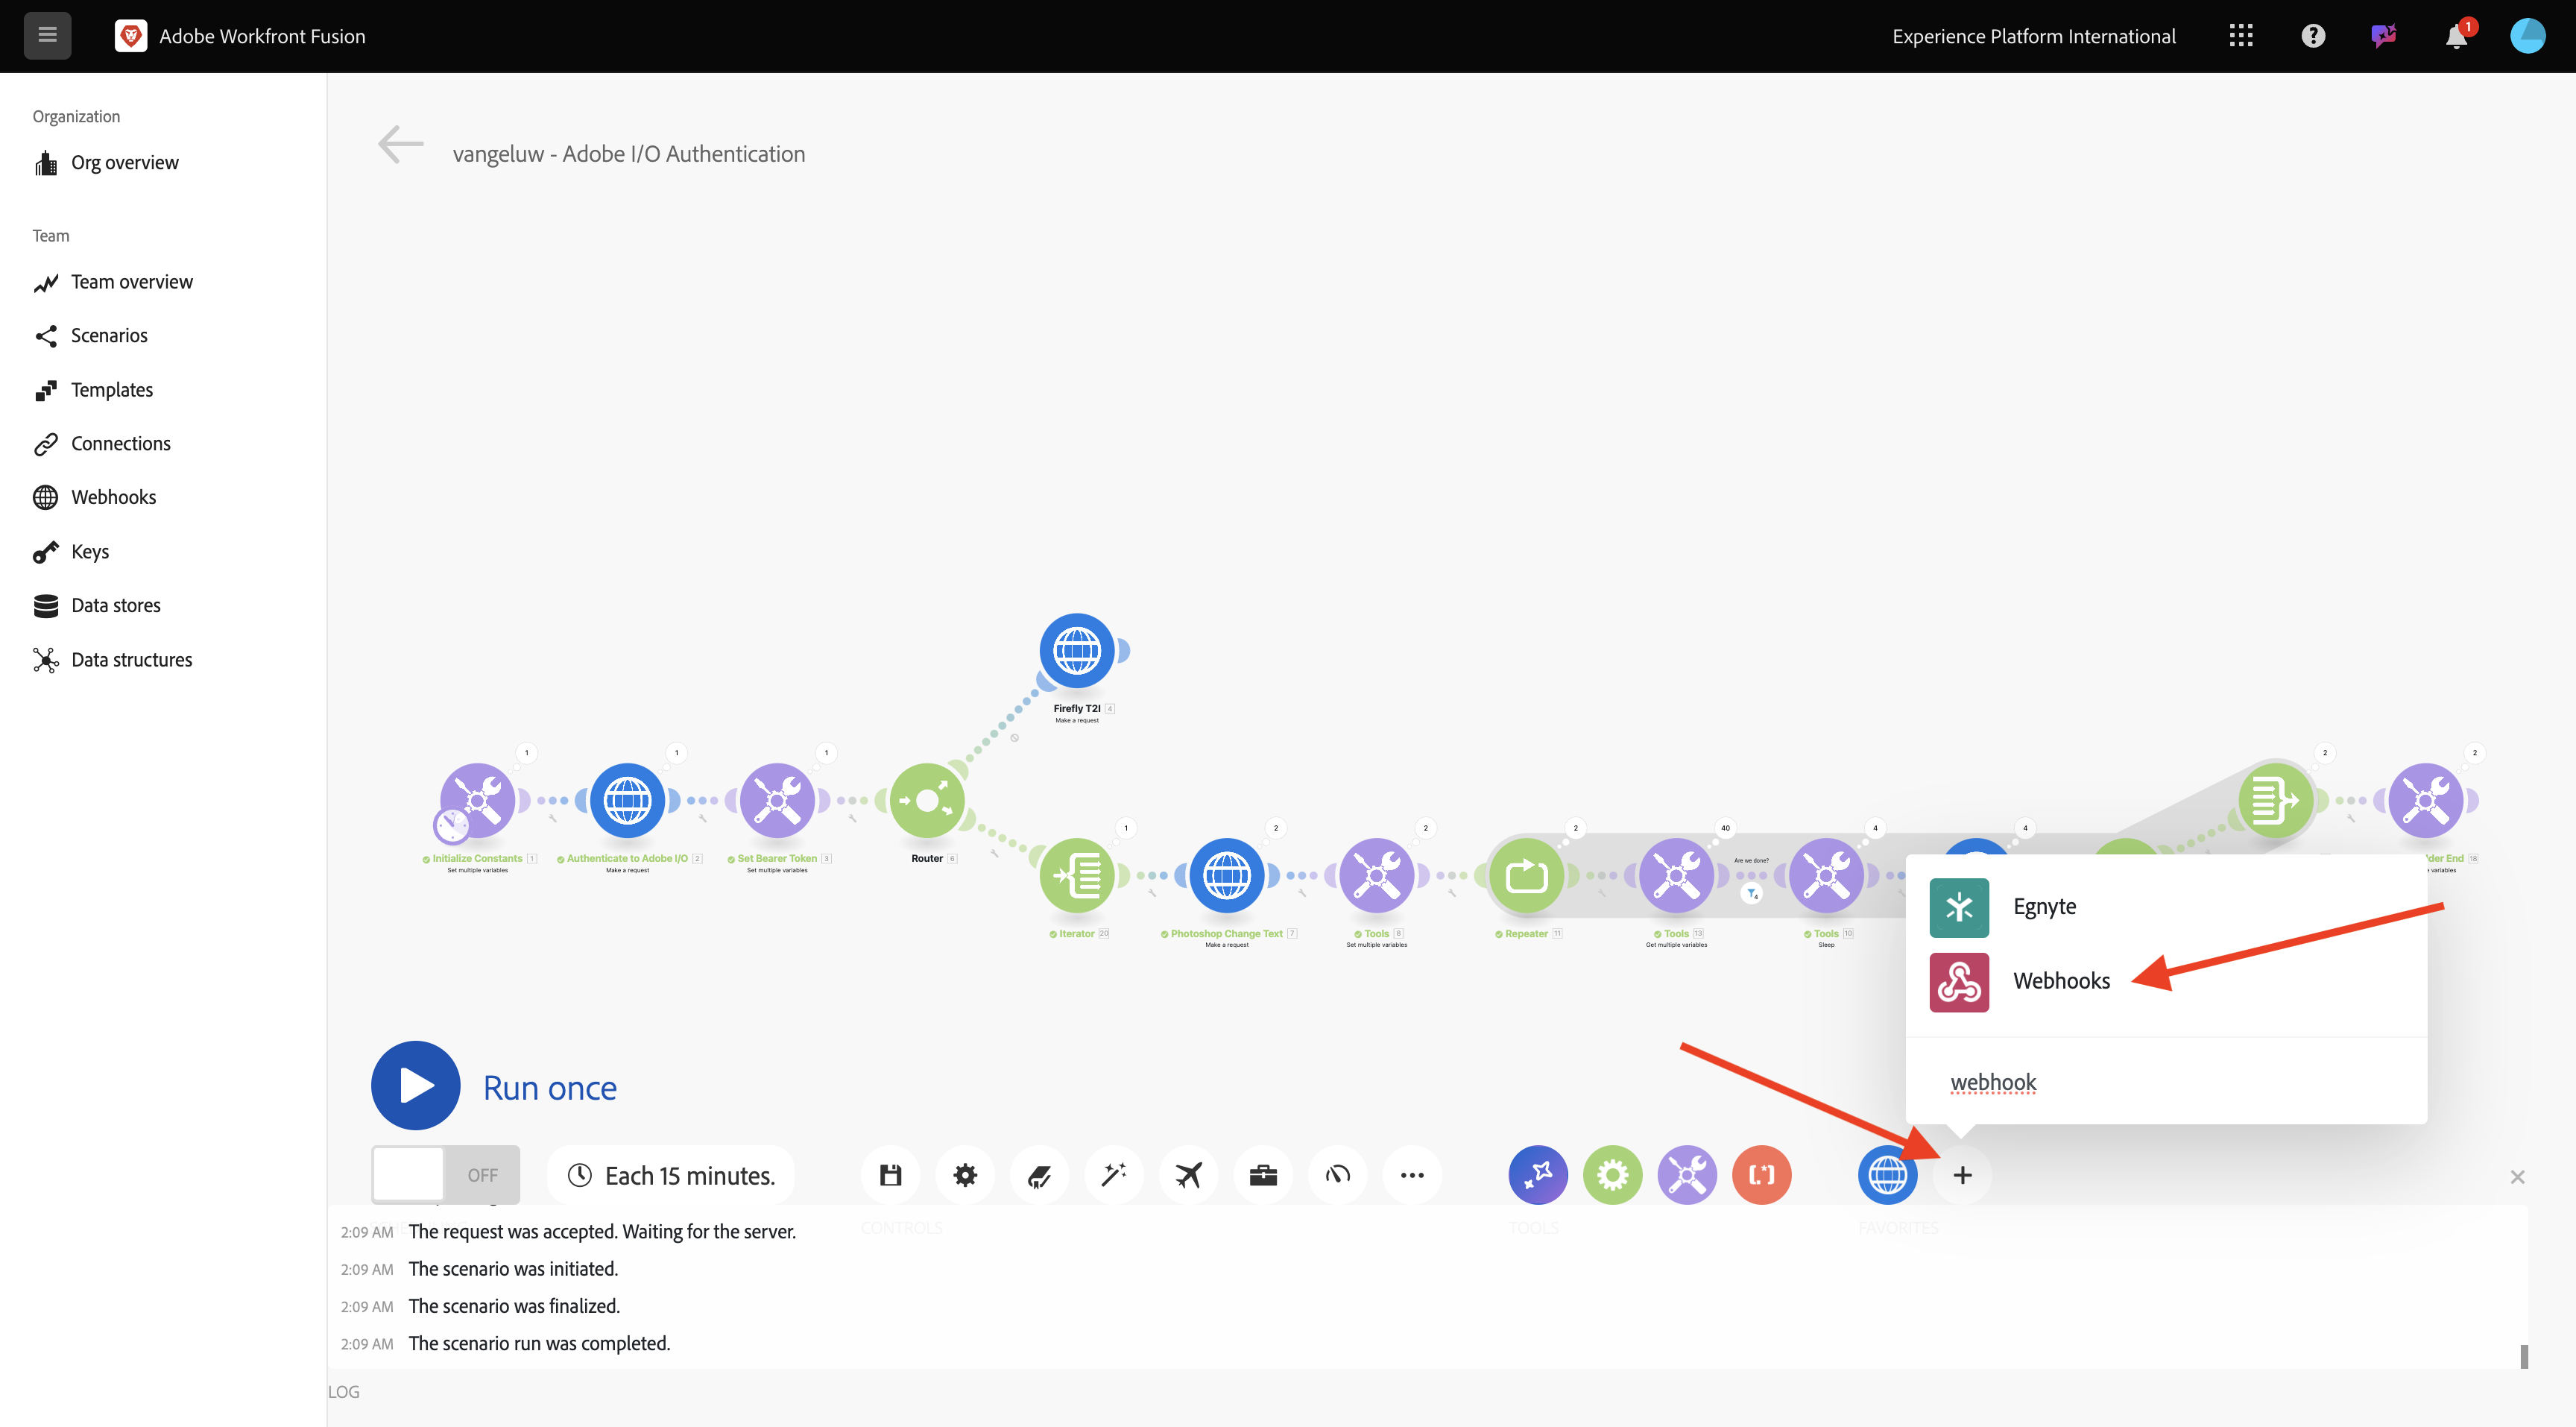 Adobe Workfront Fusion
Experience Platform International
1
Organization
Org overview
Team
Team overview
Scenarios
Templates
Connections
Webhooks
Keys
Data stores
Data structures
vangeluw - Adobe I/O Authentication
Firefly T2I 4
Make a request
1
1
1
2
2
Initialize Constants 1
Set multiple variables
Authenticate to Adobe I/O 2
Make a request
Set Bearer Token 3
Set multiple variables
Router 6
1
2
2
2
40
4
4
Are we done?
4
lder End 18
e variables
Iterator 20
Photoshop Change Text 7
Make a request
Tools 8
Set multiple variables
Repeater 11
Tools 13
Get multiple variables
Tools 10
Sleep
Egnyte
Webhooks
webhook
Run once
OFF
Each 15 minutes.
CONTROLS
TOOLS
FAVORITES
2:09 AM The request was accepted. Waiting for the server.
2:09 AM The scenario was initiated.
2:09 AM The scenario was finalized.
2:09 AM The scenario run was completed.
LOG